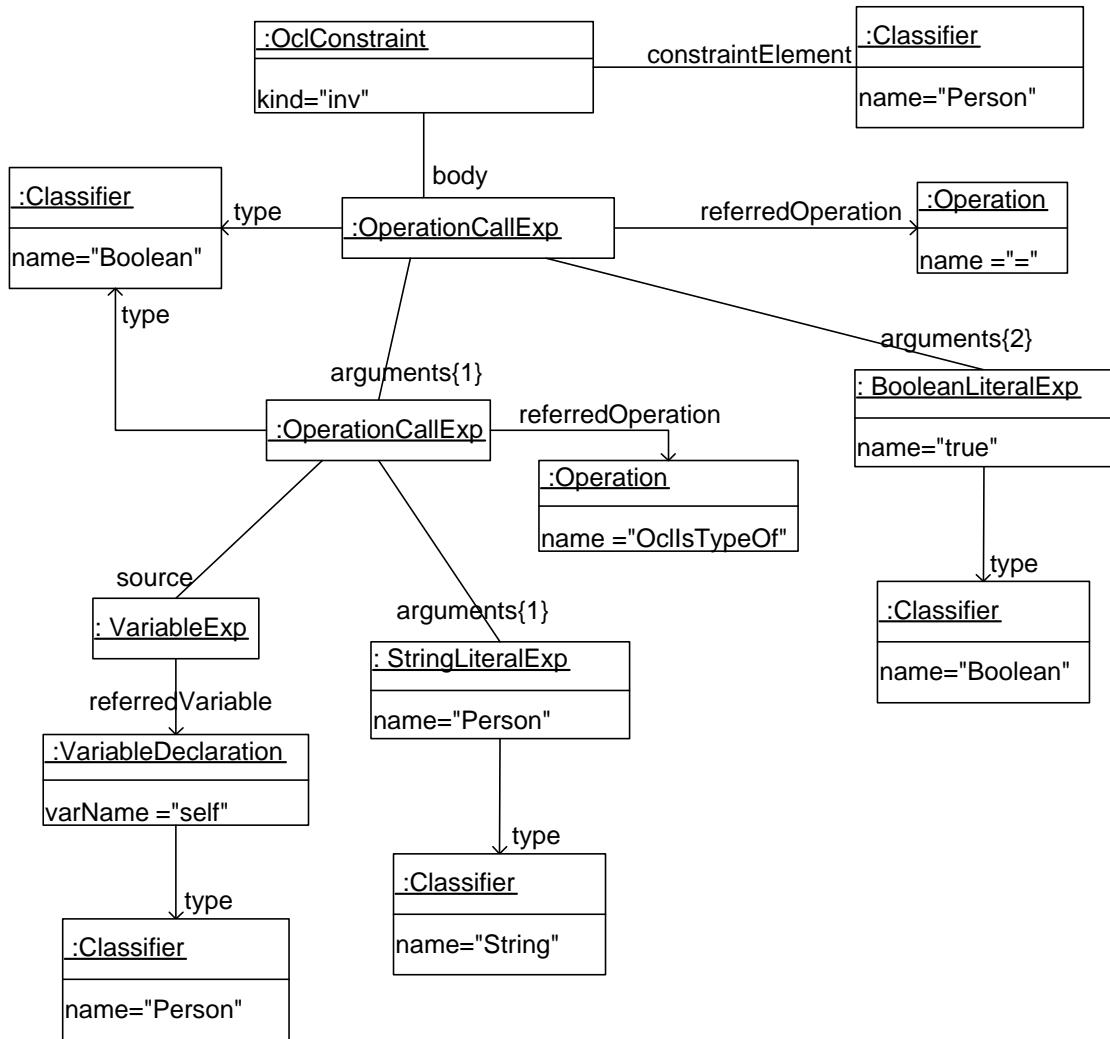 :OclConstraint
kind="inv"
constraintElement
:Classifier
name="Person"
body
:Classifier
name="Boolean"
type
:OperationCallExp
referredOperation
:Operation
name ="="
type
arguments{1}
arguments{2}
:OperationCallExp
referredOperation
:Operation
name ="OclIsTypeOf"
: BooleanLiteralExp
name="true"
type
:Classifier
name="Boolean"
source
: VariableExp
arguments{1}
: StringLiteralExp
name="Person"
referredVariable
:VariableDeclaration
varName ="self"
type
:Classifier
name="String"
type
:Classifier
name="Person"